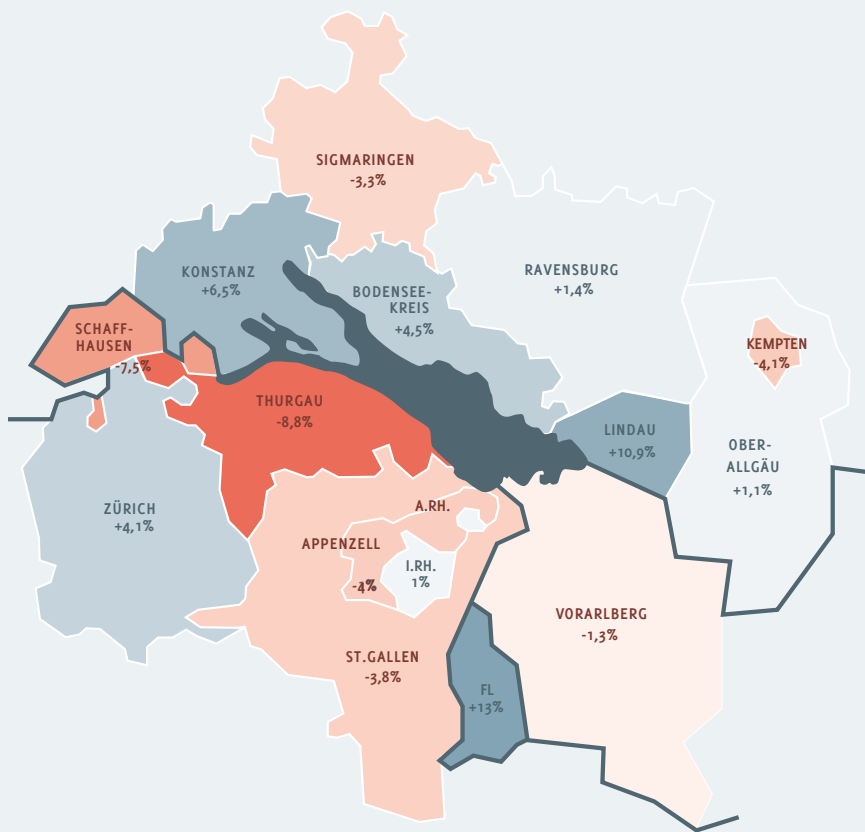 SIGMARINGEN
-3,3%
KONSTANZ
+6,5%
BODENSEE-
KREIS
+4,5%
RAVENSBURG
+1,4%
SCHAFF-
HAUSEN
-7,5%
KEMPTEN
-4,1%
THURGAU
-8,8%
LINDAU
+10,9%
OBER-
ALLGÄU
+1,1%
ZÜRICH
+4,1%
A.RH.
APPENZELL
-4%
I.RH.
1%
VORARLBERG
-1,3%
ST.GALLEN
-3,8%
FL
+13%